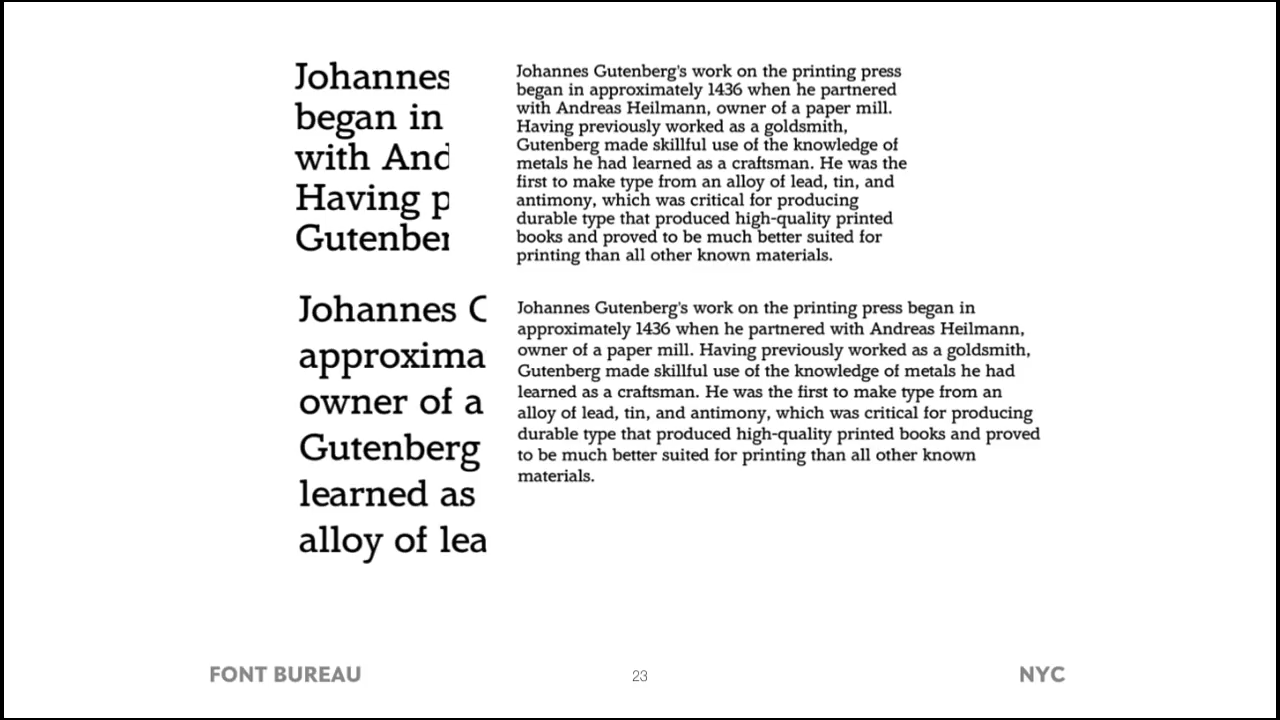 Johannes
began in
with And
Having p
Gutenber
Johannes Gutenberg's work on the printing press
began in approximately 1436 when he partnered
with Andreas Heilmann, owner of a paper mill.
Having previously worked as a goldsmith,
Gutenberg made skillful use of the knowledge of
metals he had learned as a craftsman. He was the
first to make type from an alloy of lead, tin, and
antimony, which was critical for producing
durable type that produced high-quality printed
books and proved to be much better suited for
printing than all other known materials.
Johannes G
approxima
owner of a
Gutenberg
learned as
alloy of lea
Johannes Gutenberg's work on the printing press began in
approximately 1436 when he partnered with Andreas Heilmann,
owner of a paper mill. Having previously worked as a goldsmith,
Gutenberg made skillful use of the knowledge of metals he had
learned as a craftsman. He was the first to make type from an
alloy of lead, tin, and antimony, which was critical for producing
durable type that produced high-quality printed books and proved
to be much better suited for printing than all other known
materials.
FONT BUREAU
23
NYC